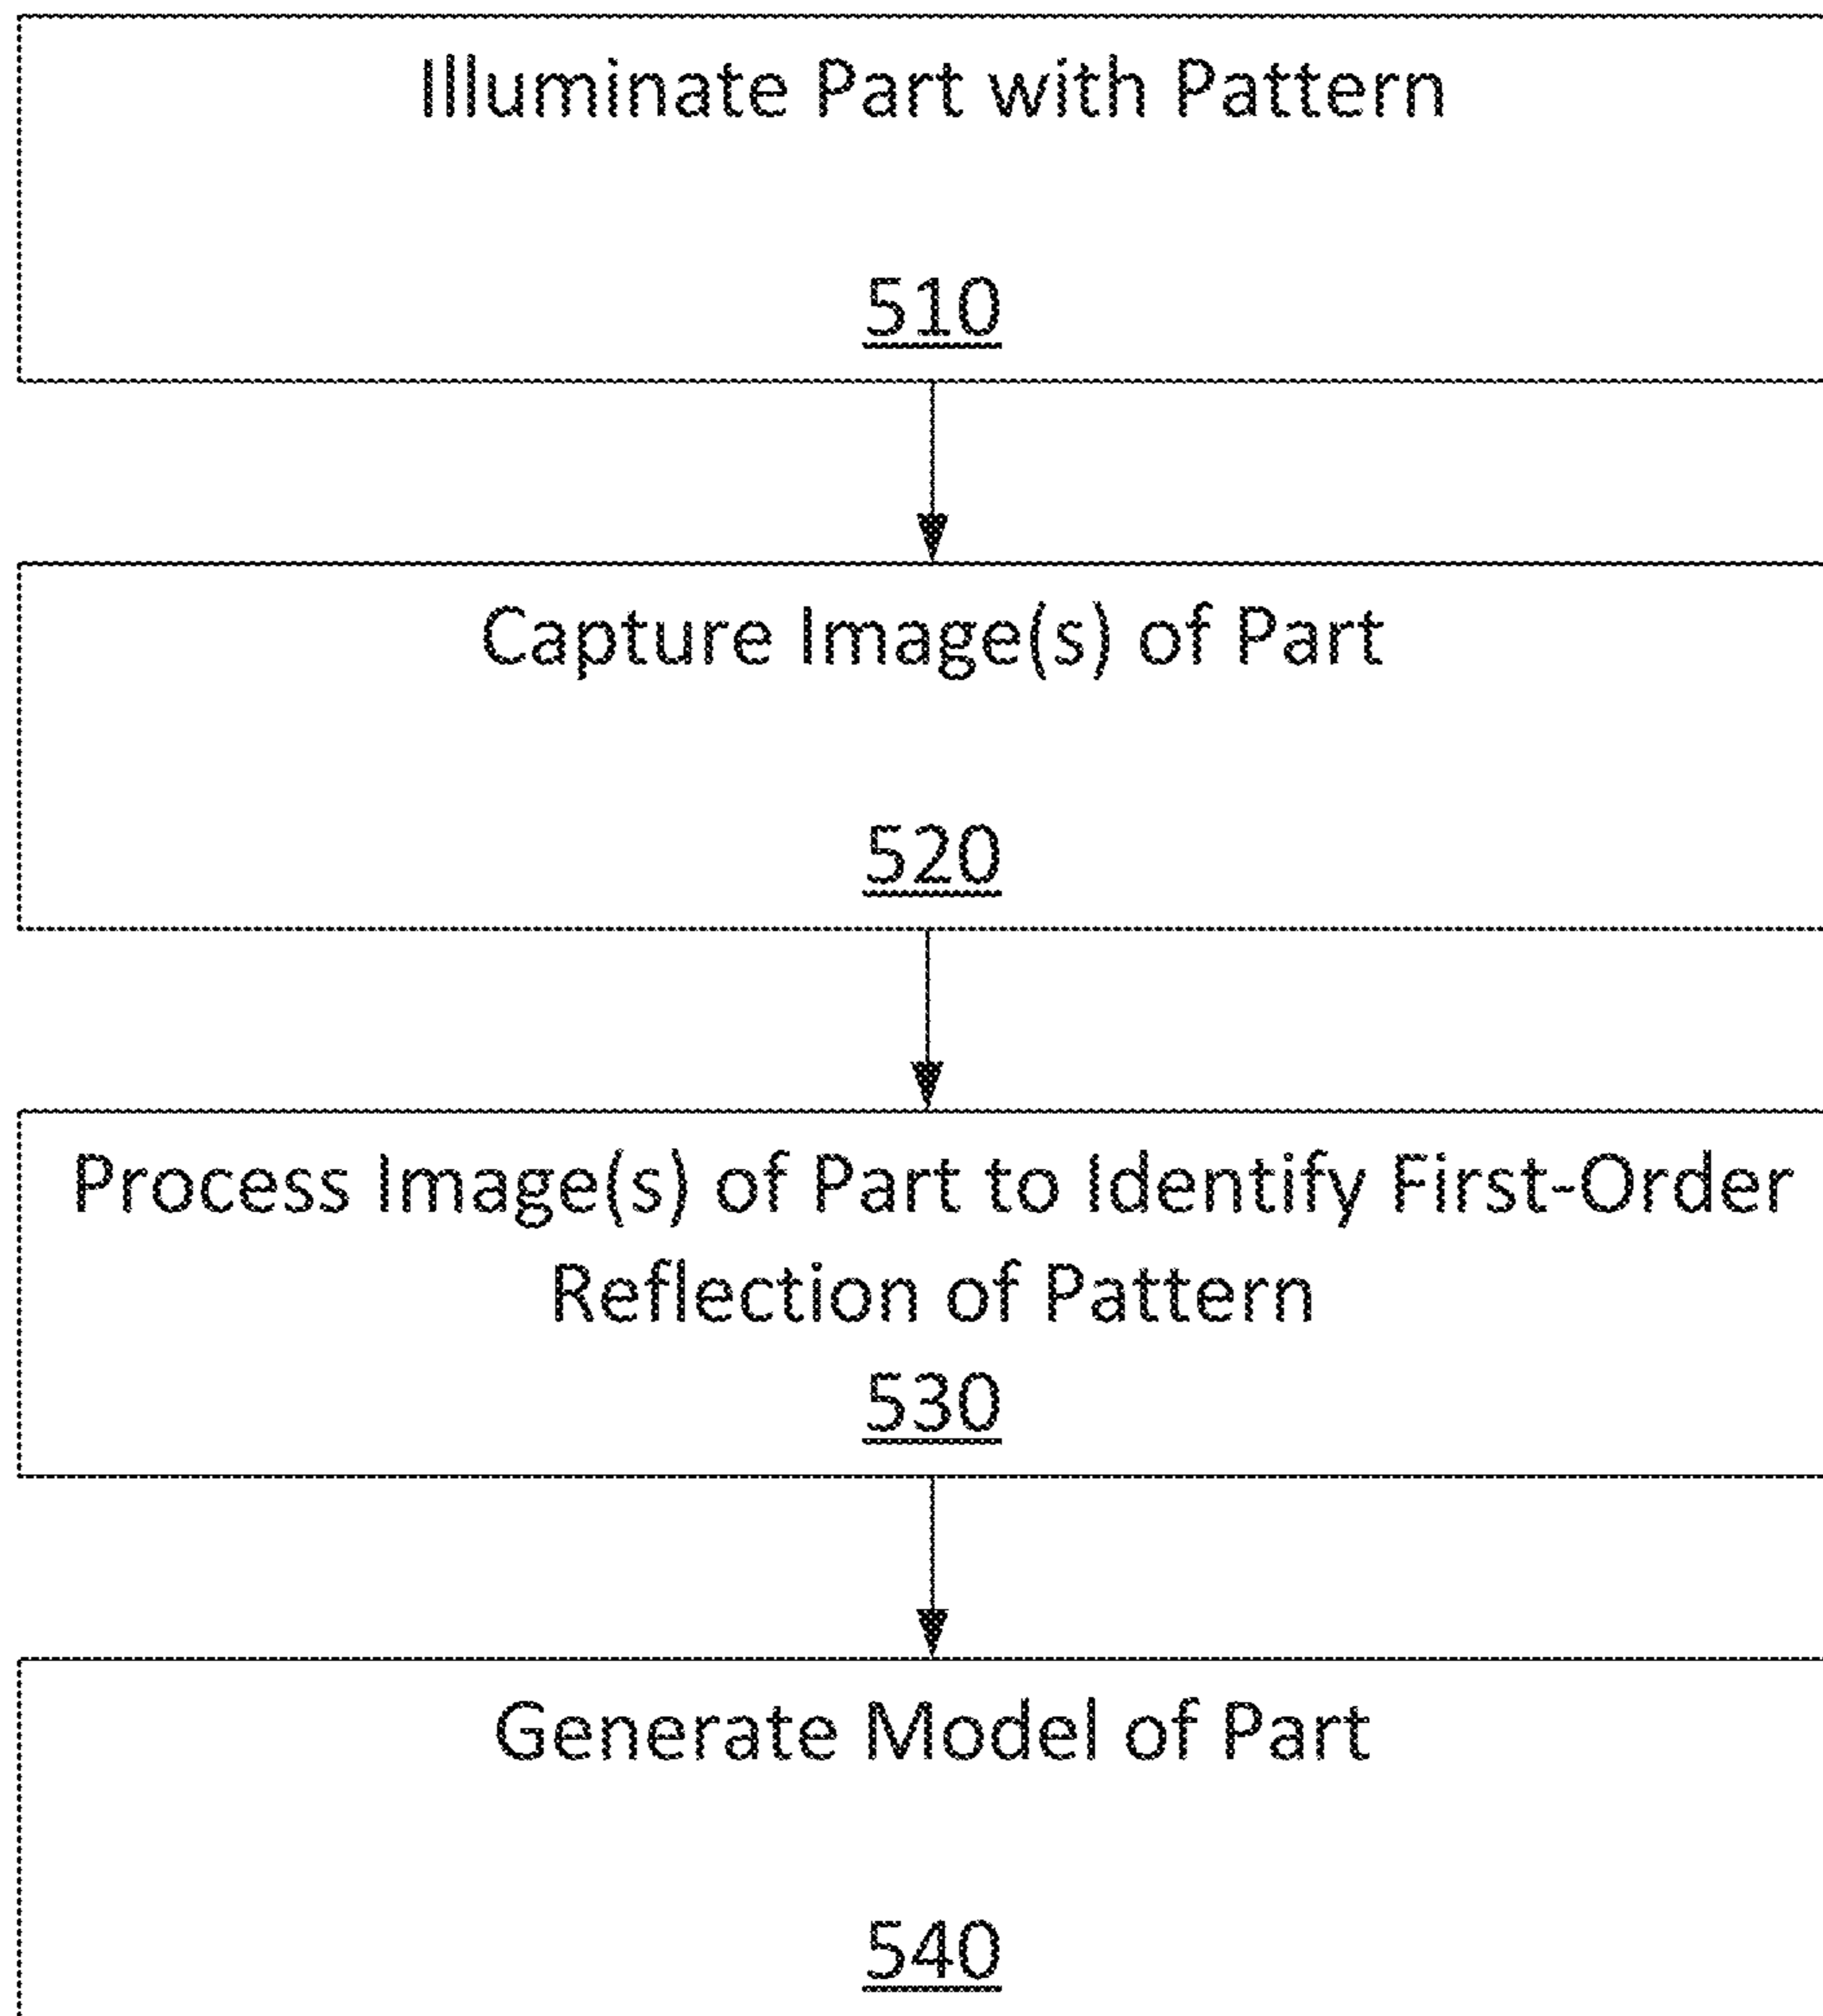 Illuminate Part with Pattern
510
Capture Image(s) of Part
520
Process Image(s) of Part to Identify First-Order
Reflection of Pattern
530
Generate Model of Part
540